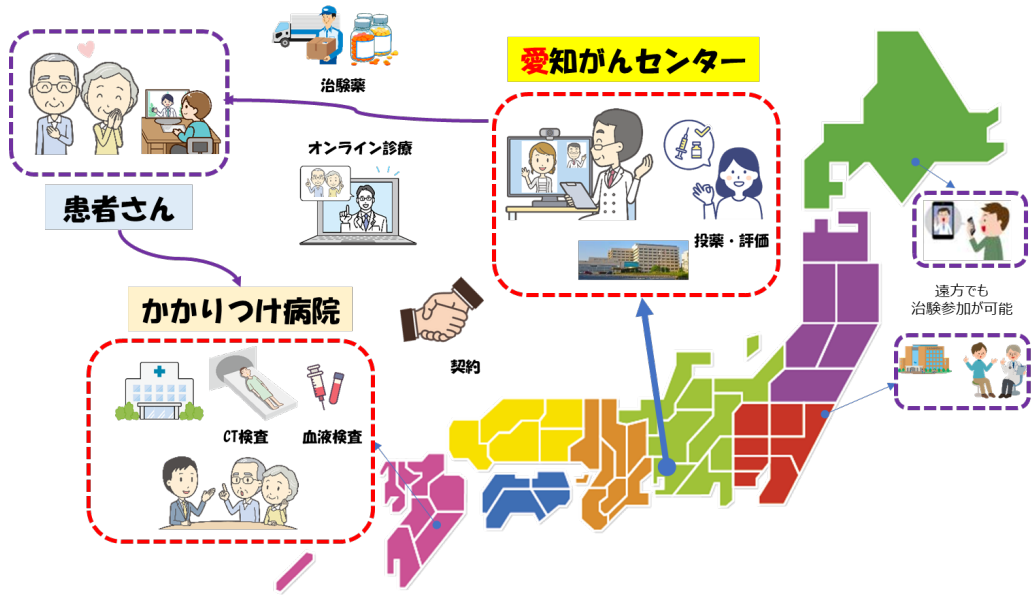 治験薬
愛知がんセンター
オンライン診療
患者さん
投薬・評価
遠方でも
治験参加が可能
かかりつけ病院
契約
CT検査
血液検査